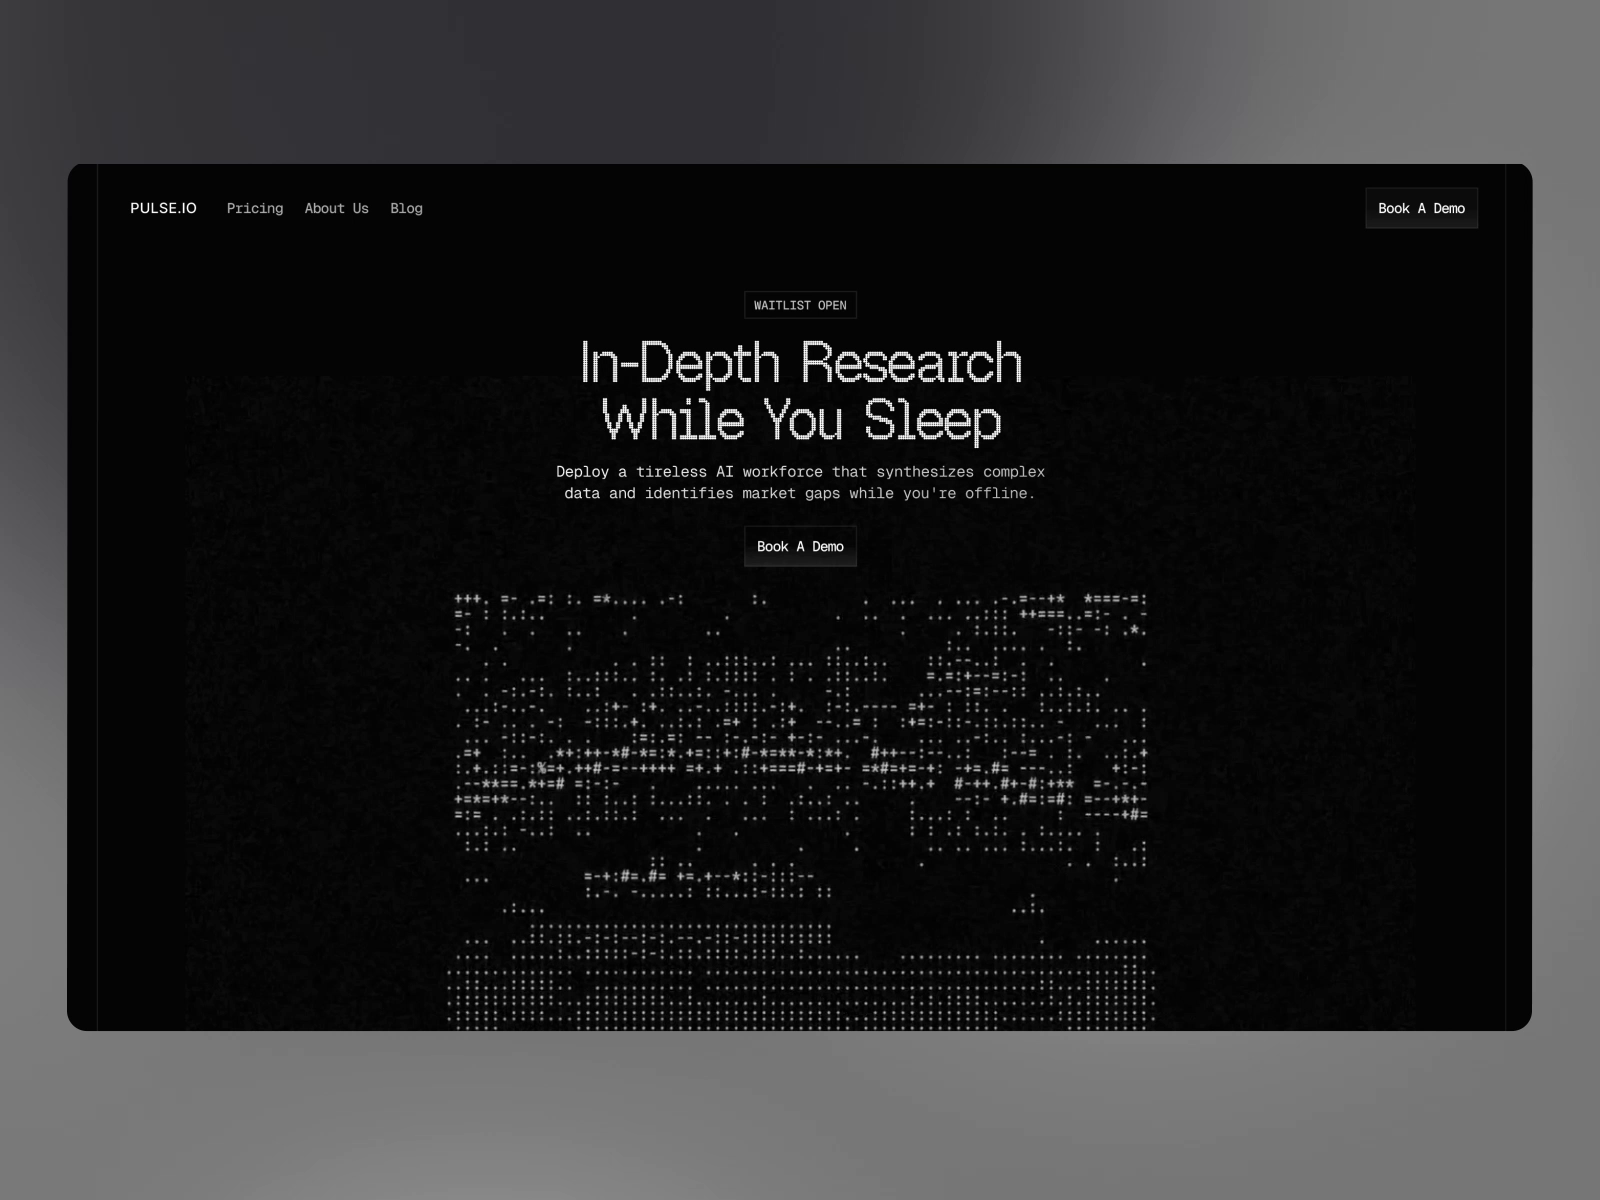 PULSE.IO Pricing About Us Blog Book A Demo
WAITLIST OPEN
In-Depth Research
While You Sleep
Deploy a tireless AI workforce that synthesizes complex
data and identifies market gaps while you're offline.
Book A Demo